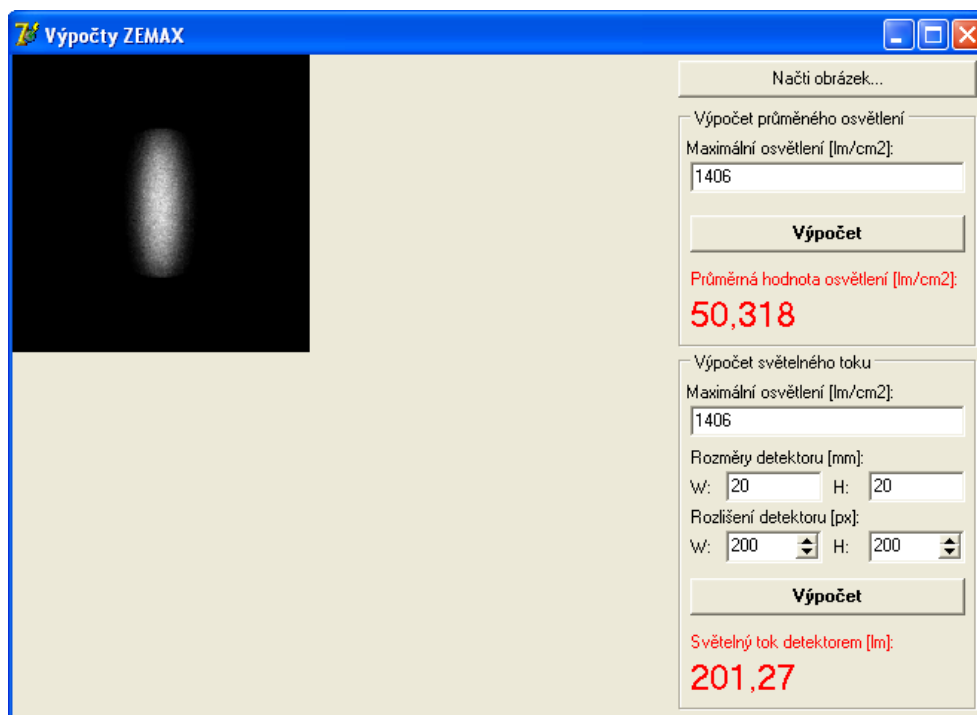 Výpočty ZEMAX
Načti obrázek...
Výpočet průměného osvětlení
Maximální osvětlení [lm/cm2]:
1406
Výpočet
Průměrná hodnota osvětlení [lm/cm2]:
50,318
Výpočet světelného toku
Maximální osvětlení [lm/cm2]:
1406
Rozměry detektoru [mm]:
W: 20 H: 20
Rozlišení detektoru [px]:
W: 200 H: 200
Výpočet
Světelný tok detektorem [lm]:
201,27